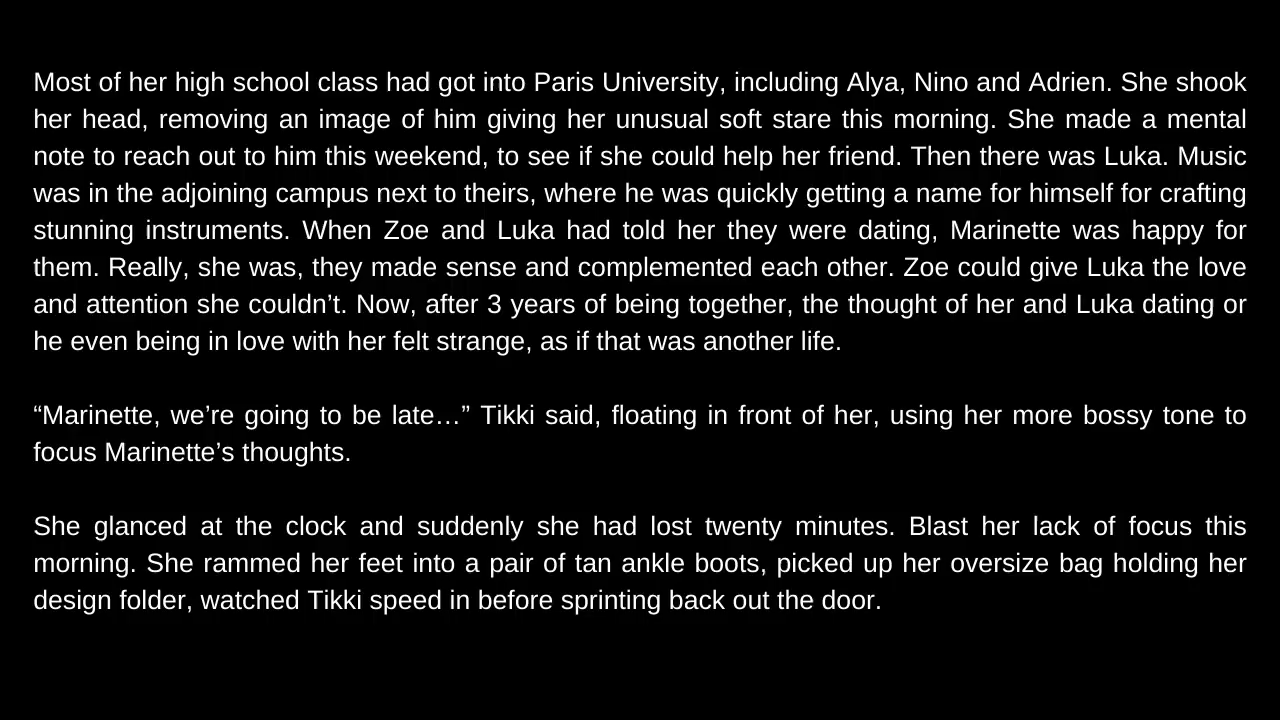 Most of her high school class had got into Paris University, including Alya, Nino and Adrien. She shook
her head, removing an image of him giving her unusual soft stare this morning. She made a mental
note to reach out to him this weekend, to see if she could help her friend. Then there was Luka. Music
was in the adjoining campus next to theirs, where he was quickly getting a name for himself for crafting
stunning instruments. When Zoe and Luka had told her they were dating, Marinette was happy for
them. Really, she was, they made sense and complemented each other. Zoe could give Luka the love
and attention she couldn’t. Now, after 3 years of being together, the thought of her and Luka dating or
he even being in love with her felt strange, as if that was another life.
“Marinette, we’re going to be late…” Tikki said, floating in front of her, using her more bossy tone to
focus Marinette’s thoughts.
She glanced at the clock and suddenly she had lost twenty minutes. Blast her lack of focus this
morning. She rammed her feet into a pair of tan ankle boots, picked up her oversize bag holding her
design folder, watched Tikki speed in before sprinting back out the door.